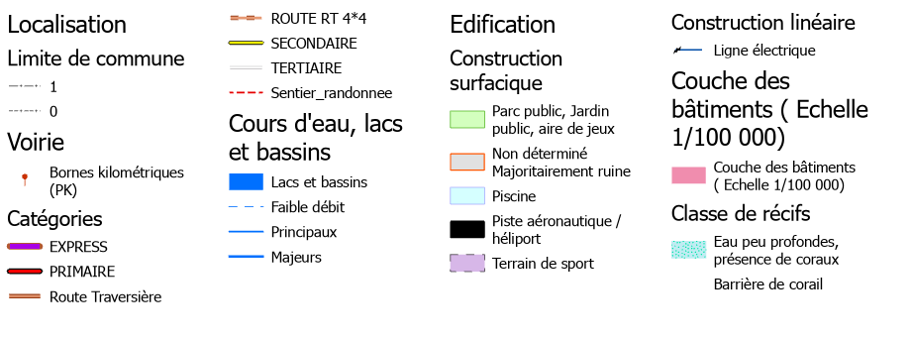 Localisation
Limite de commune
1
0
Voirie
Bornes kilométriques
(PK)
Catégories
EXPRESS
PRIMAIRE
Route Traversière
ROUTE RT 4*4
SECONDAIRE
TERTIAIRE
Sentier_randonnee
Cours d'eau, lacs
et bassins
Lacs et bassins
Faible débit
Principaux
Majeurs
Edification
Construction
surfacique
Parc public, Jardin
public, aire de jeux
Non déterminé
Majoritairement ruine
Piscine
Piste aéronautique /
héliport
Terrain de sport
Construction linéaire
Ligne électrique
Couche des
bâtiments ( Echelle
1/100 000)
Couche des bâtiments
( Echelle 1/100 000)
Classe de récifs
Eau peu profondes,
présence de coraux
Barrière de corail